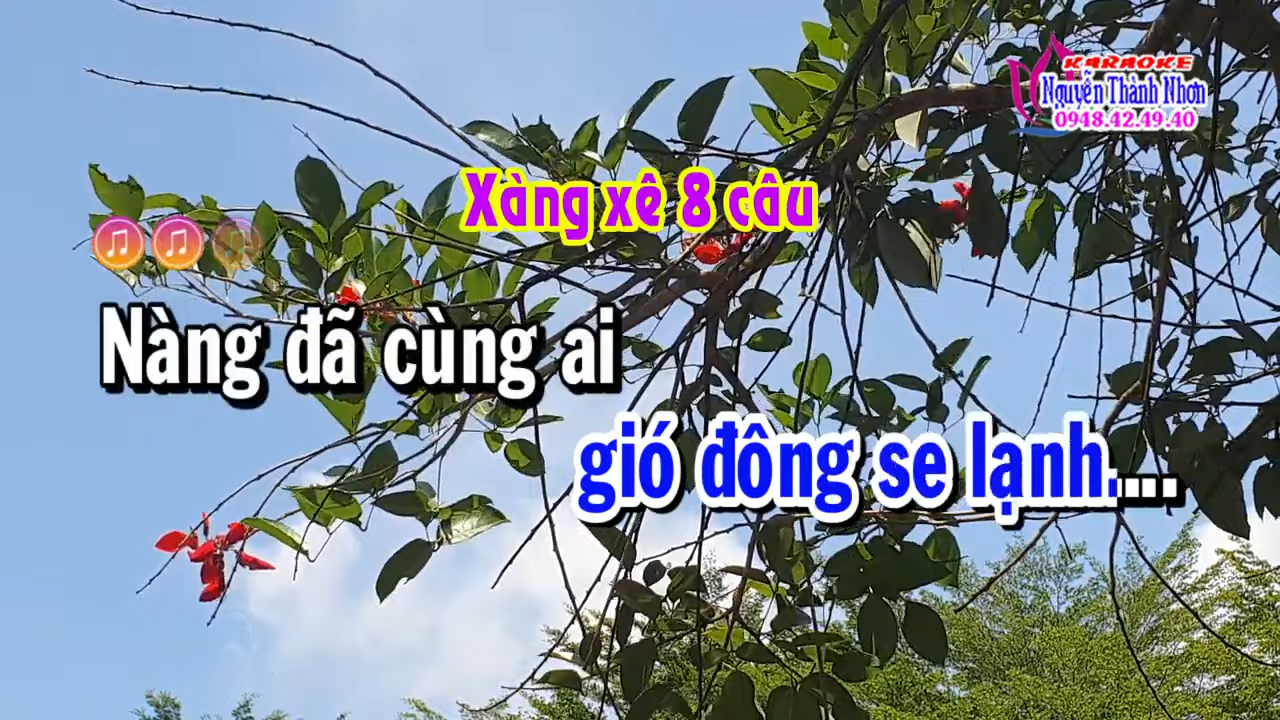 KARAOKE
Nguyễn Thành Nhơn
0948.42.49.40
Xàng xê 8 câu
Nàng đã cùng ai
gió đông se lạnh....